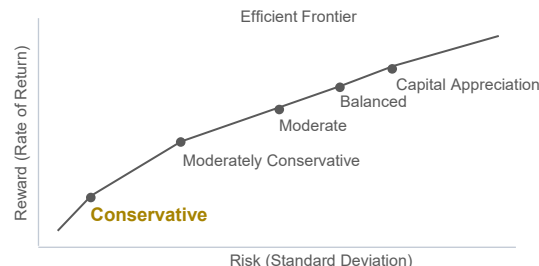 Efficient Frontier
Reward (Rate of Return)
Capital Appreciation
Balanced
Moderate
Moderately Conservative
Conservative
Risk (Standard Deviation)